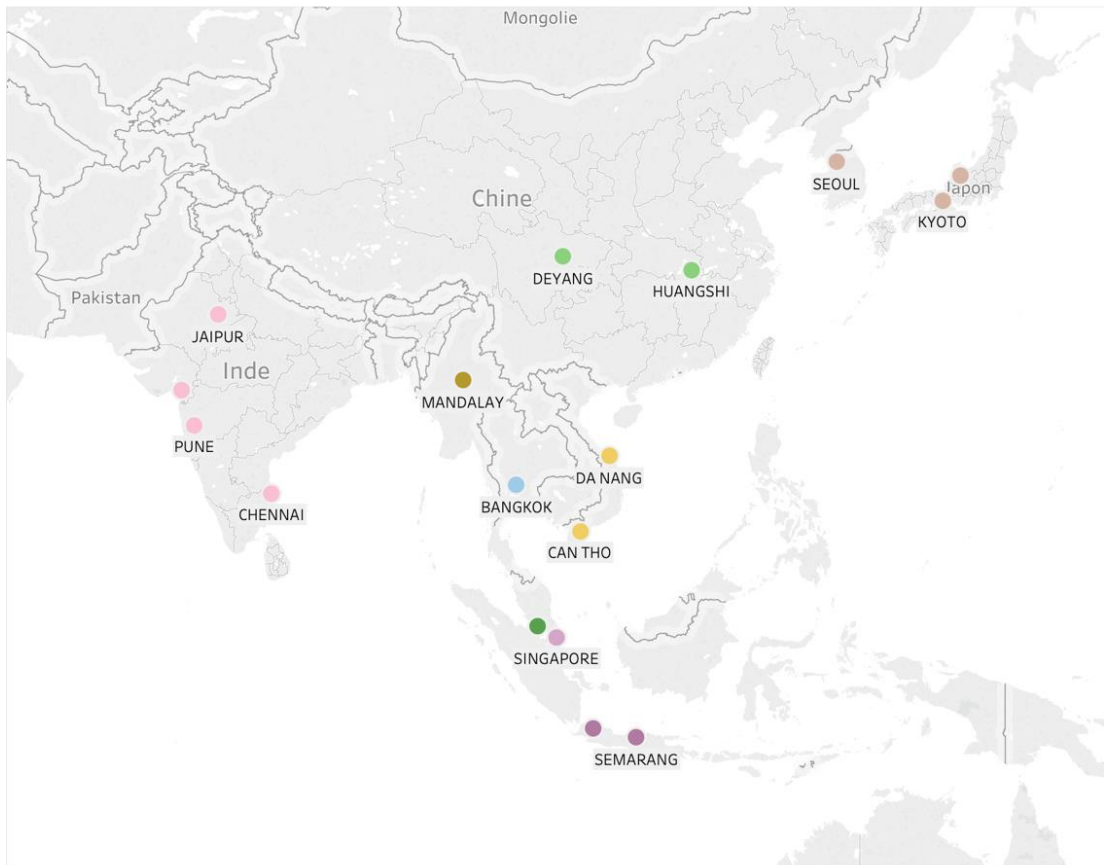 Mongolie
SEOUL
Japon
Chine
KYOTO
DEYANG
HUANGSHI
Pakistan
JAIPUR
Inde
MANDALAY
PUNE
DA NANG
BANGKOK
CHENNAI
CAN THO
SINGAPORE
SEMARANG